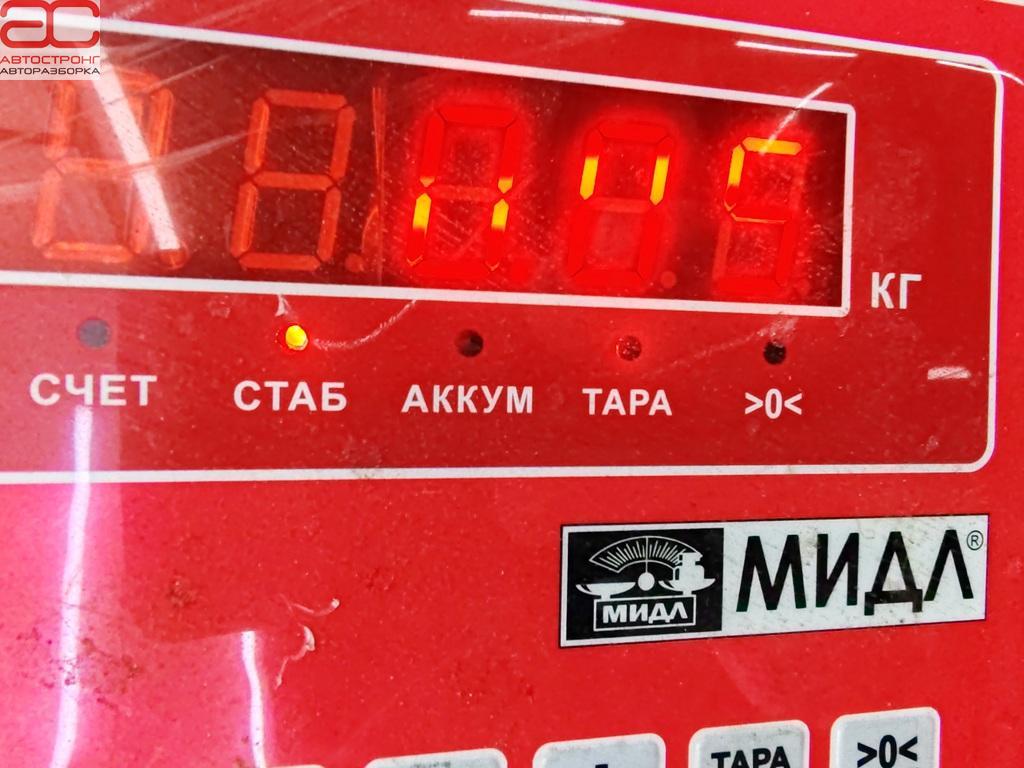 ас
АВТОСТРОНГ
АВТОРАЗБОРКА
КГ
СЧЕТ СТАБ АККУМ ТАРА >0<
МИДЛ МИДЛ®
ТАРА >0<